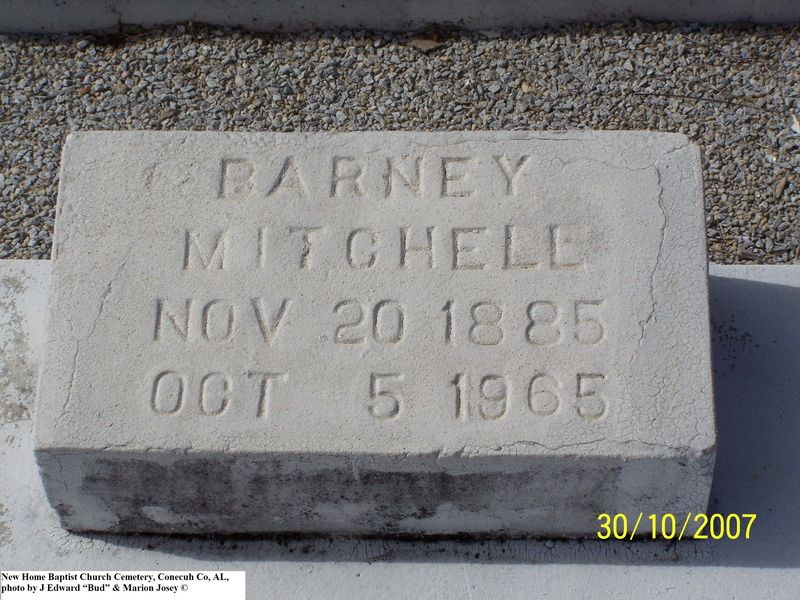 BARNEY
MITCHELL
NOV 20 1885
OCT 5 1965
30/10/2007
New Home Baptist Church Cemetery, Conecuh Co, AL,
photo by J Edward “Bud” & Marion Josey ©